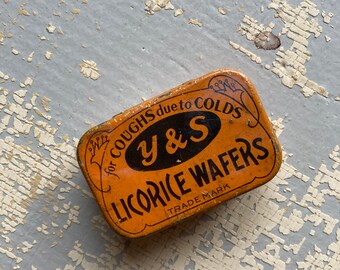 for COUGHS due to COLDS
Y & S
LICORICE WAFERS
TRADE MARK